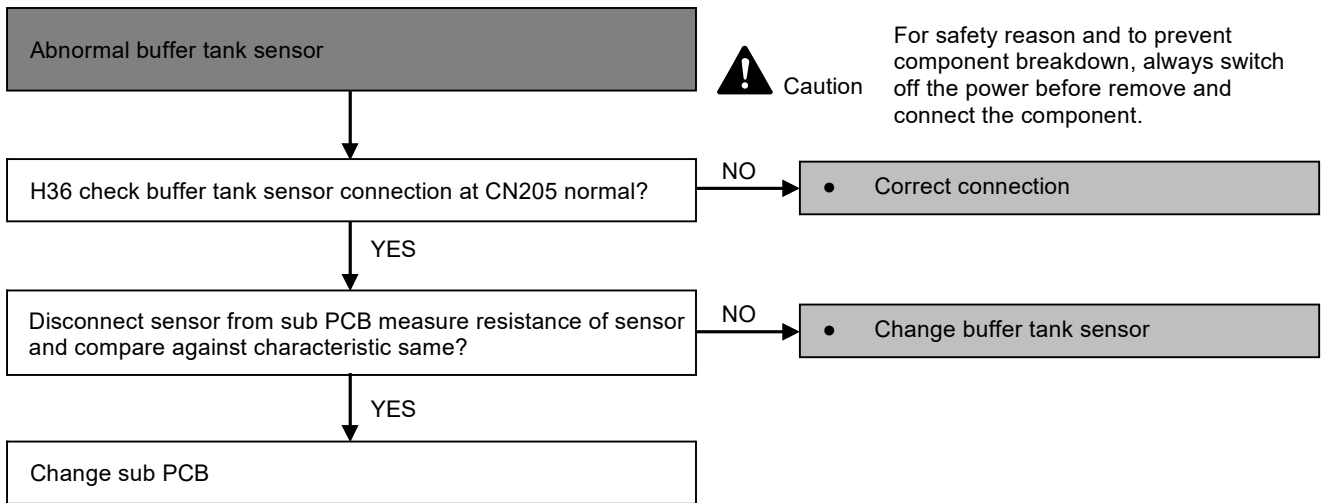 Abnormal buffer tank sensor
Caution
For safety reason and to prevent
component breakdown, always switch
off the power before remove and
connect the component.
H36 check buffer tank sensor connection at CN205 normal?
NO
● Correct connection
YES
Disconnect sensor from sub PCB measure resistance of sensor
and compare against characteristic same?
NO
● Change buffer tank sensor
YES
Change sub PCB